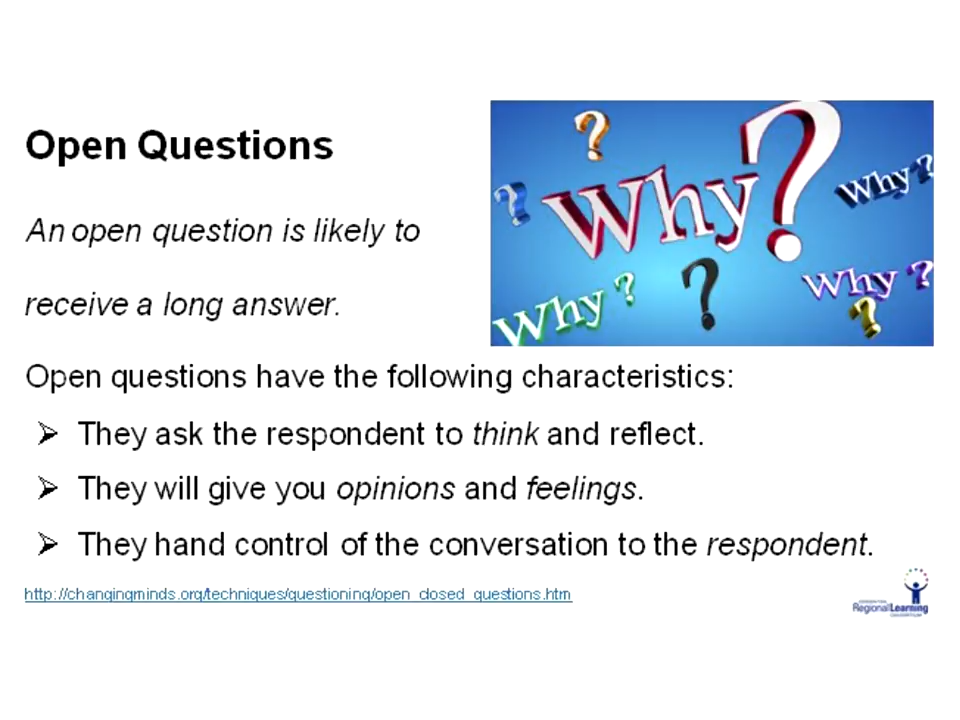 Open Questions
An open question is likely to
receive a long answer.
Why?
Why?
Why?
Why?
Open questions have the following characteristics:
➢ They ask the respondent to think and reflect.
➢ They will give you opinions and feelings.
➢ They hand control of the conversation to the respondent.
http://changingminds.org/techniques/questioning/open_closed_questions.htm
Regional Learning